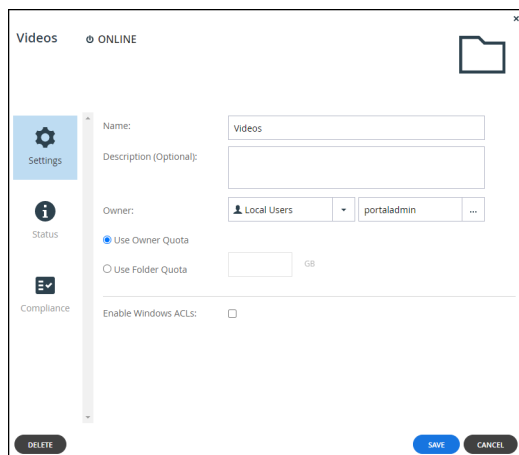 ×
Videos ONLINE
Settings
Status
Compliance
Name: Videos
Description (Optional):
Owner: Local Users portaladmin ...
Use Owner Quota
Use Folder Quota GB
Enable Windows ACLs:
DELETE SAVE CANCEL